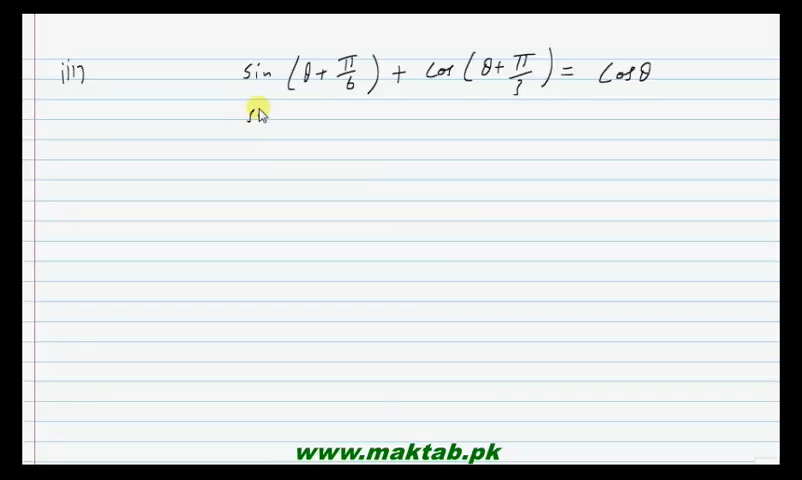 iii) sin (θ + π/6) + Cos (θ + π/3) = Cosθ
www.maktab.pk